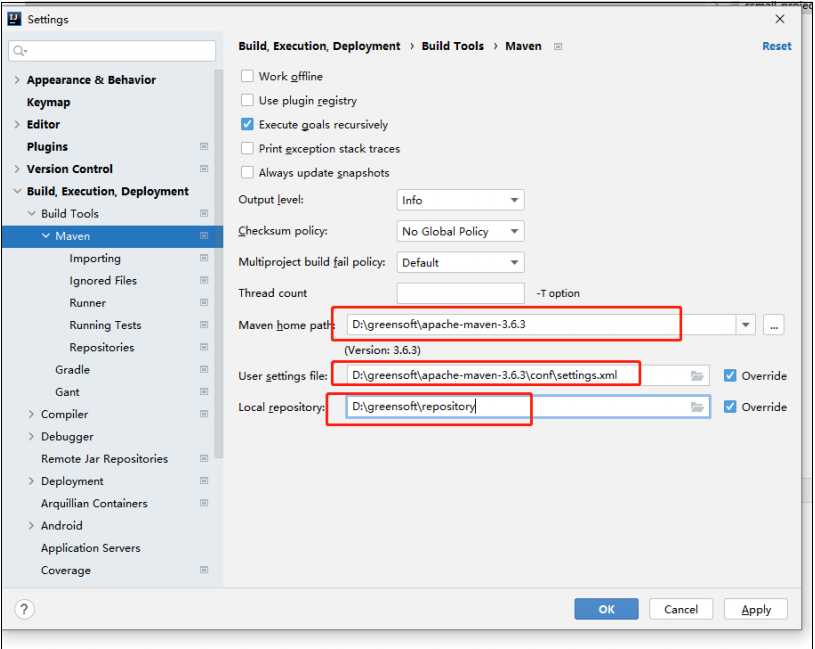 ssmall-projec
Settings
Build, Execution, Deployment › Build Tools › Maven
Reset
Appearance & Behavior
Keymap
Editor
Plugins
Version Control
Build, Execution, Deployment
Build Tools
Maven
Importing
Ignored Files
Runner
Running Tests
Repositories
Gradle
Gant
Compiler
Debugger
Remote Jar Repositories
Deployment
Arquillian Containers
Android
Application Servers
Coverage
Work offline
Use plugin registry
Execute goals recursively
Print exception stack traces
Always update snapshots
Output level: Info
Checksum policy: No Global Policy
Multiproject build fail policy: Default
Thread count -T option
Maven home path: D:\greensoft\apache-maven-3.6.3 ...
(Version: 3.6.3)
User settings file: D:\greensoft\apache-maven-3.6.3\conf\settings.xml Override
Local repository: D:\greensoft\repository Override
?
OK Cancel Apply